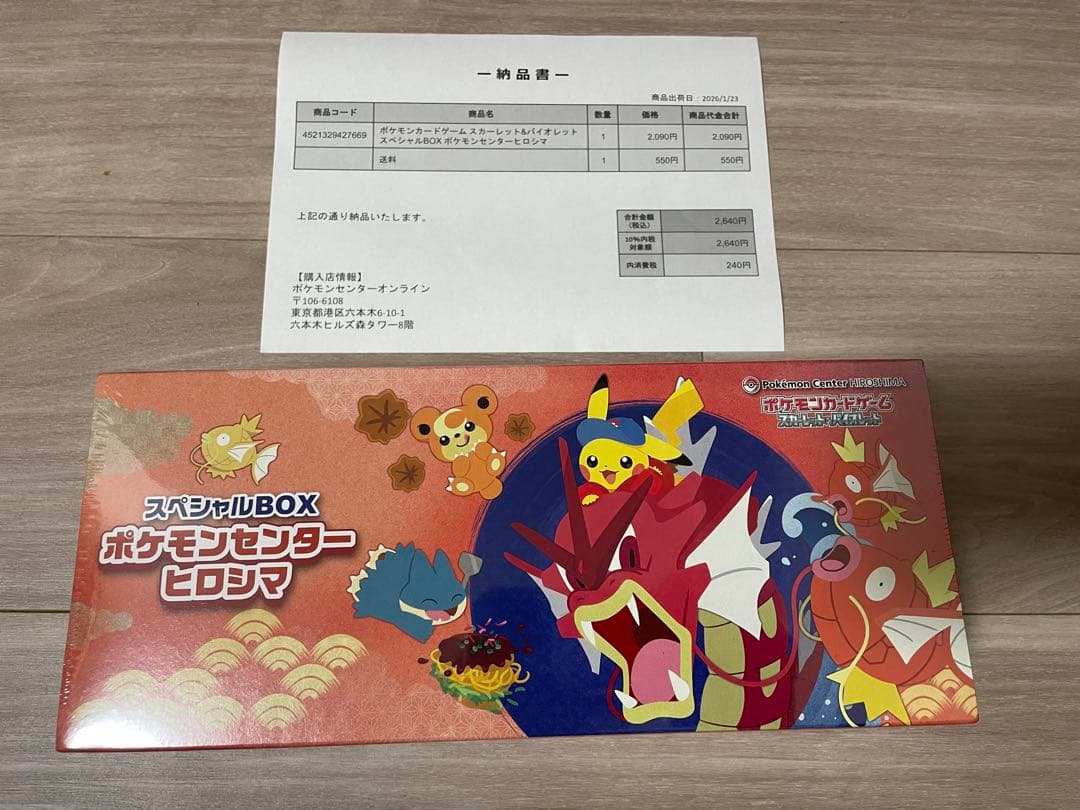 ー納品書ー
商品出荷日：2026/1/23
商品コード 商品名 数量 価格 商品代金合計
4521329427669 ポケモンカードゲーム スカーレット&バイオレット スペシャルBOX ポケモンセンターヒロシマ 1 2,090円 2,090円
送料 1 550円 550円
上記の通り納品いたします。
合計金額(税込) 2,640円
10%内税対象額 2,640円
内消費税 240円
【購入店情報】
ポケモンセンターオンライン
〒106-6108
東京都港区六本木6-10-1
六本木ヒルズ森タワー8階
Pokémon Center HIROSHIMA
ポケモンカードゲーム
スカーレット&バイオレット
スペシャルBOX
ポケモンセンター
ヒロシマ